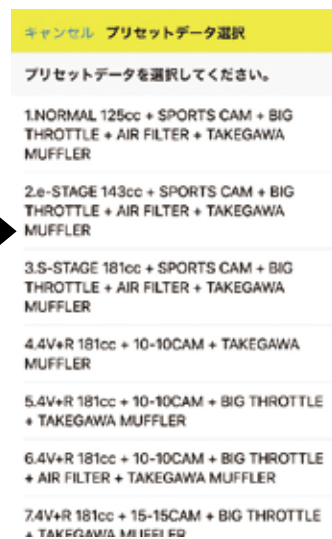 キャンセル プリセットデータ選択
プリセットデータを選択してください。
1.NORMAL 125cc + SPORTS CAM + BIG
THROTTLE + AIR FILTER + TAKEGAWA
MUFFLER
2.e-STAGE 143cc + SPORTS CAM + BIG
THROTTLE + AIR FILTER + TAKEGAWA
MUFFLER
3.S-STAGE 181cc + SPORTS CAM + BIG
THROTTLE + AIR FILTER + TAKEGAWA
MUFFLER
4.4V+R 181cc + 10-10CAM + TAKEGAWA
MUFFLER
5.4V+R 181cc + 10-10CAM + BIG THROTTLE
+ TAKEGAWA MUFFLER
6.4V+R 181cc + 10-10CAM + BIG THROTTLE
+ AIR FILTER + TAKEGAWA MUFFLER
7.4V+R 181cc + 15-15CAM + BIG THROTTLE
+ TAKEGAWA MUFFLER